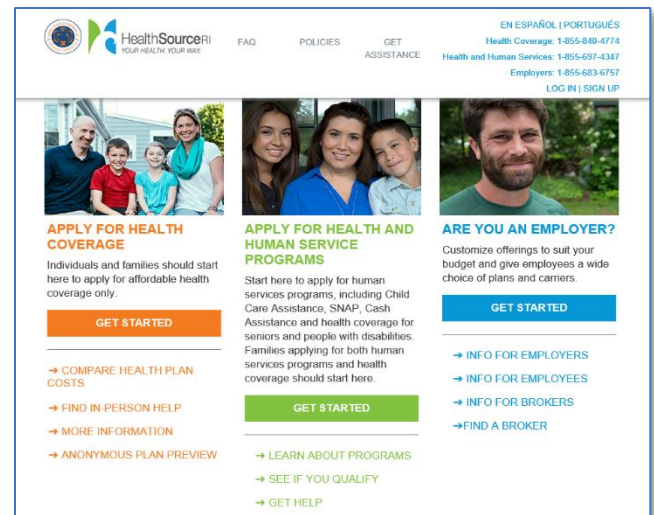 HealthSourceRI
YOUR HEALTH. YOUR WAY.
FAQ
POLICIES
GET
ASSISTANCE
EN ESPAÑOL | PORTUGUÊS
Health Coverage: 1-855-840-4774
Health and Human Services: 1-855-697-4347
Employers: 1-855-683-6757
LOG IN | SIGN UP
APPLY FOR HEALTH
COVERAGE
Individuals and families should start
here to apply for affordable health
coverage only.
GET STARTED
➔ COMPARE HEALTH PLAN
COSTS
➔ FIND IN-PERSON HELP
➔ MORE INFORMATION
➔ ANONYMOUS PLAN PREVIEW
APPLY FOR HEALTH AND
HUMAN SERVICE
PROGRAMS
Start here to apply for human
services programs, including Child
Care Assistance, SNAP, Cash
Assistance and health coverage for
seniors and people with disabilities.
Families applying for both human
services programs and health
coverage should start here.
GET STARTED
➔ LEARN ABOUT PROGRAMS
➔ SEE IF YOU QUALIFY
➔ GET HELP
ARE YOU AN EMPLOYER?
Customize offerings to suit your
budget and give employees a wide
choice of plans and carriers.
GET STARTED
➔ INFO FOR EMPLOYERS
➔ INFO FOR EMPLOYEES
➔ INFO FOR BROKERS
➔FIND A BROKER